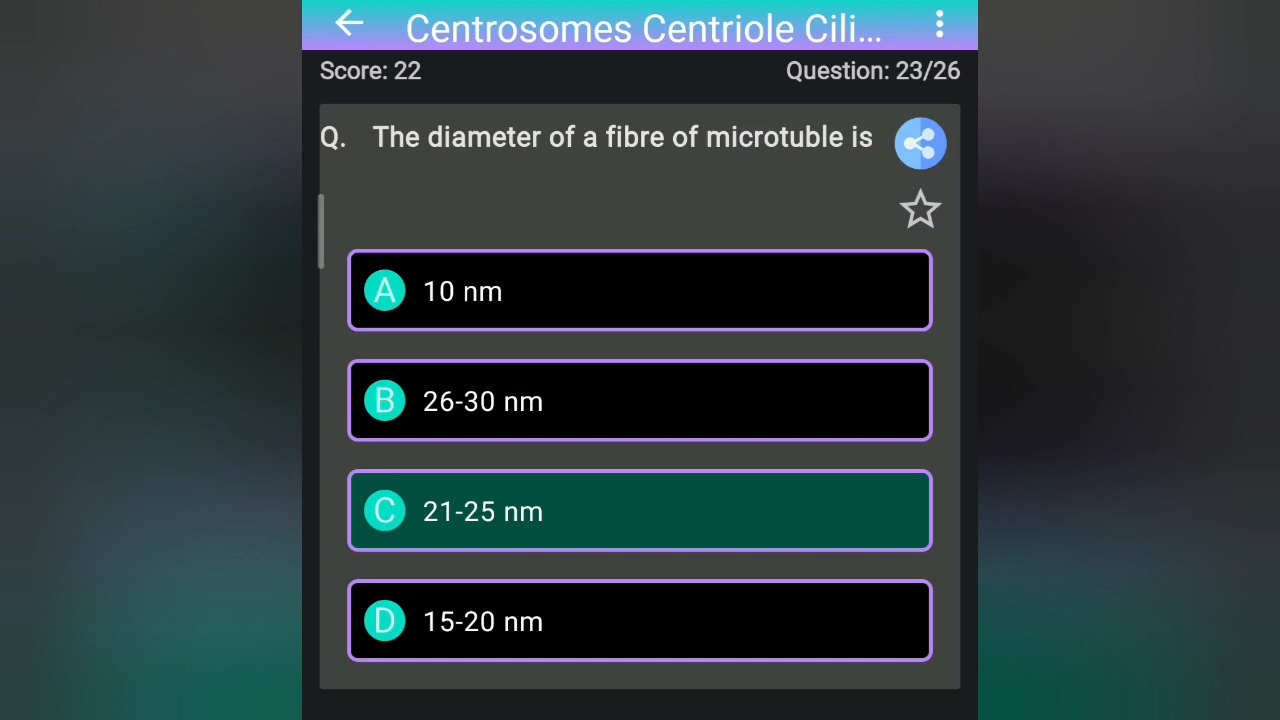 Centrosomes Centriole Cili...
Score: 22
Question: 23/26
Q. The diameter of a fibre of microtuble is
A 10 nm
B 26-30 nm
C 21-25 nm
D 15-20 nm